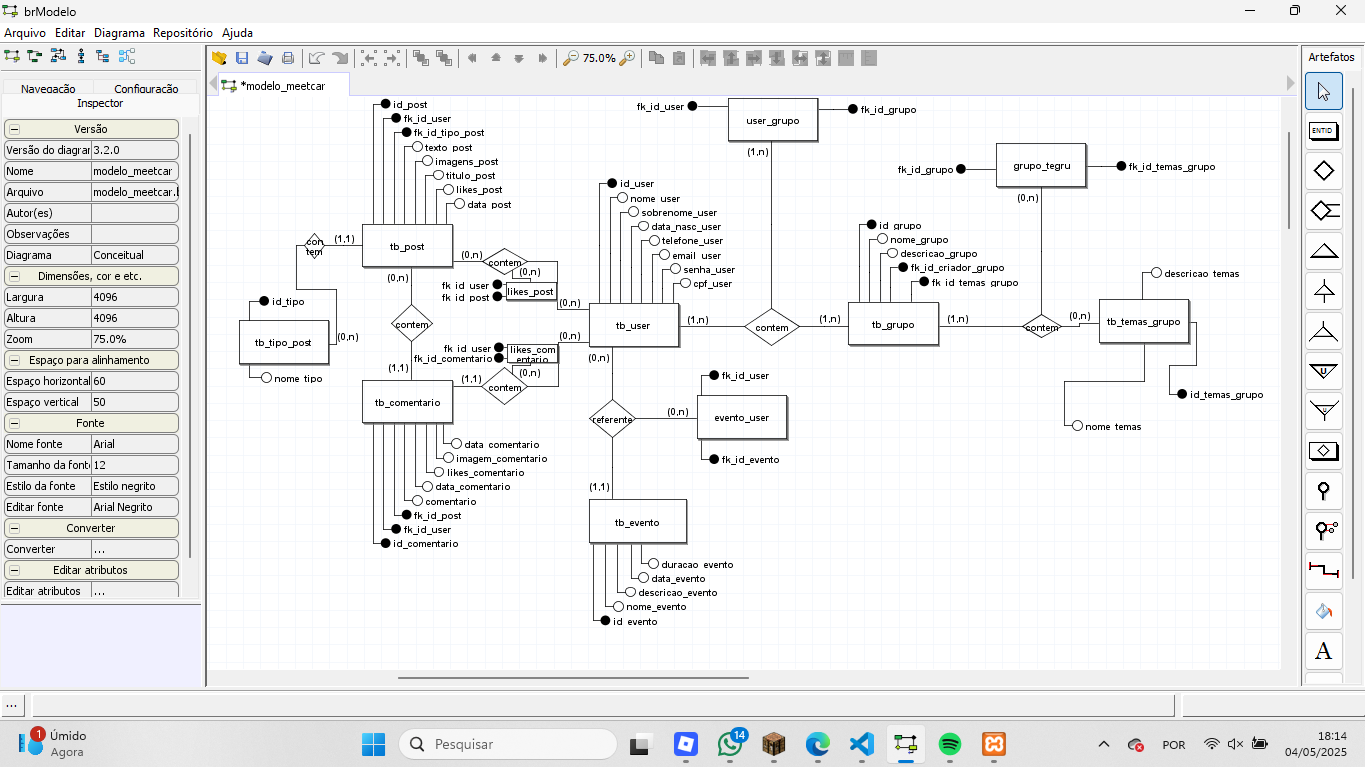 brModelo
Arquivo Editar Diagrama Repositório Ajuda
75.0%
Artefatos
Navegação Configuração
*modelo_meetcar
Inspector
Versão
Versão do diagrar 3.2.0
Nome modelo_meetcar
Arquivo modelo_meetcar.b
Autor(es)
Observações
Diagrama Conceitual
Dimensões, cor e etc.
Largura 4096
Altura 4096
Zoom 75.0%
Espaço para alinhamento
Espaço horizontal 60
Espaço vertical 50
Fonte
Nome fonte Arial
Tamanho da font 12
Estilo da fonte Estilo negrito
Editar fonte Arial Negrito
Converter
Converter ...
Editar atributos
Editar atributos ...
id_post
fk_id_user
fk_id_tipo_post
texto_post
imagens_post
titulo_post
likes_post
data_post
tb_post
con
tem
(1,1)
(0,n)
id_tipo
tb_tipo_post
nome_tipo
(0,n)
contem
(0,n)
fk_id_user
fk_id_post
likes_post
(0,n)
(0,n)
contem
(1,1)
fk_id_user
fk_id_comentario
likes_com
entario
(0,n)
(0,n)
(1,1)
contem
tb_comentario
data_comentario
imagem_comentario
likes_comentario
data_comentario
comentario
fk_id_post
fk_id_user
id_comentario
id_user
nome_user
sobrenome_user
data_nasc_user
telefone_user
email_user
senha_user
cpf_user
tb_user
(0,n)
referente
(0,n)
(1,1)
fk_id_user
evento_user
fk_id_evento
tb_evento
duracao_evento
data_evento
descricao_evento
nome_evento
id_evento
fk_id_user
user_grupo
fk_id_grupo
(1,n)
(1,n)
contem
(1,n)
id_grupo
nome_grupo
descricao_grupo
fk_id_criador_grupo
fk_id_temas_grupo
tb_grupo
(1,n)
fk_id_grupo
grupo_tegru
fk_id_temas_grupo
(0,n)
contem
(0,n)
descricao_temas
tb_temas_grupo
id_temas_grupo
nome_temas
ENTID
U
U
A
...
1
Úmido
Agora
Pesquisar
14
POR
18:14
04/05/2025